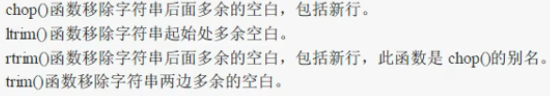 chop()函数移除字符串后面多余的空白，包括新行。
ltrim()函数移除字符串起始处多余空白。
rtrim()函数移除字符串后面多余的空白，包括新行，此函数是 chop()的别名。
trim()函数移除字符串两边多余的空白。